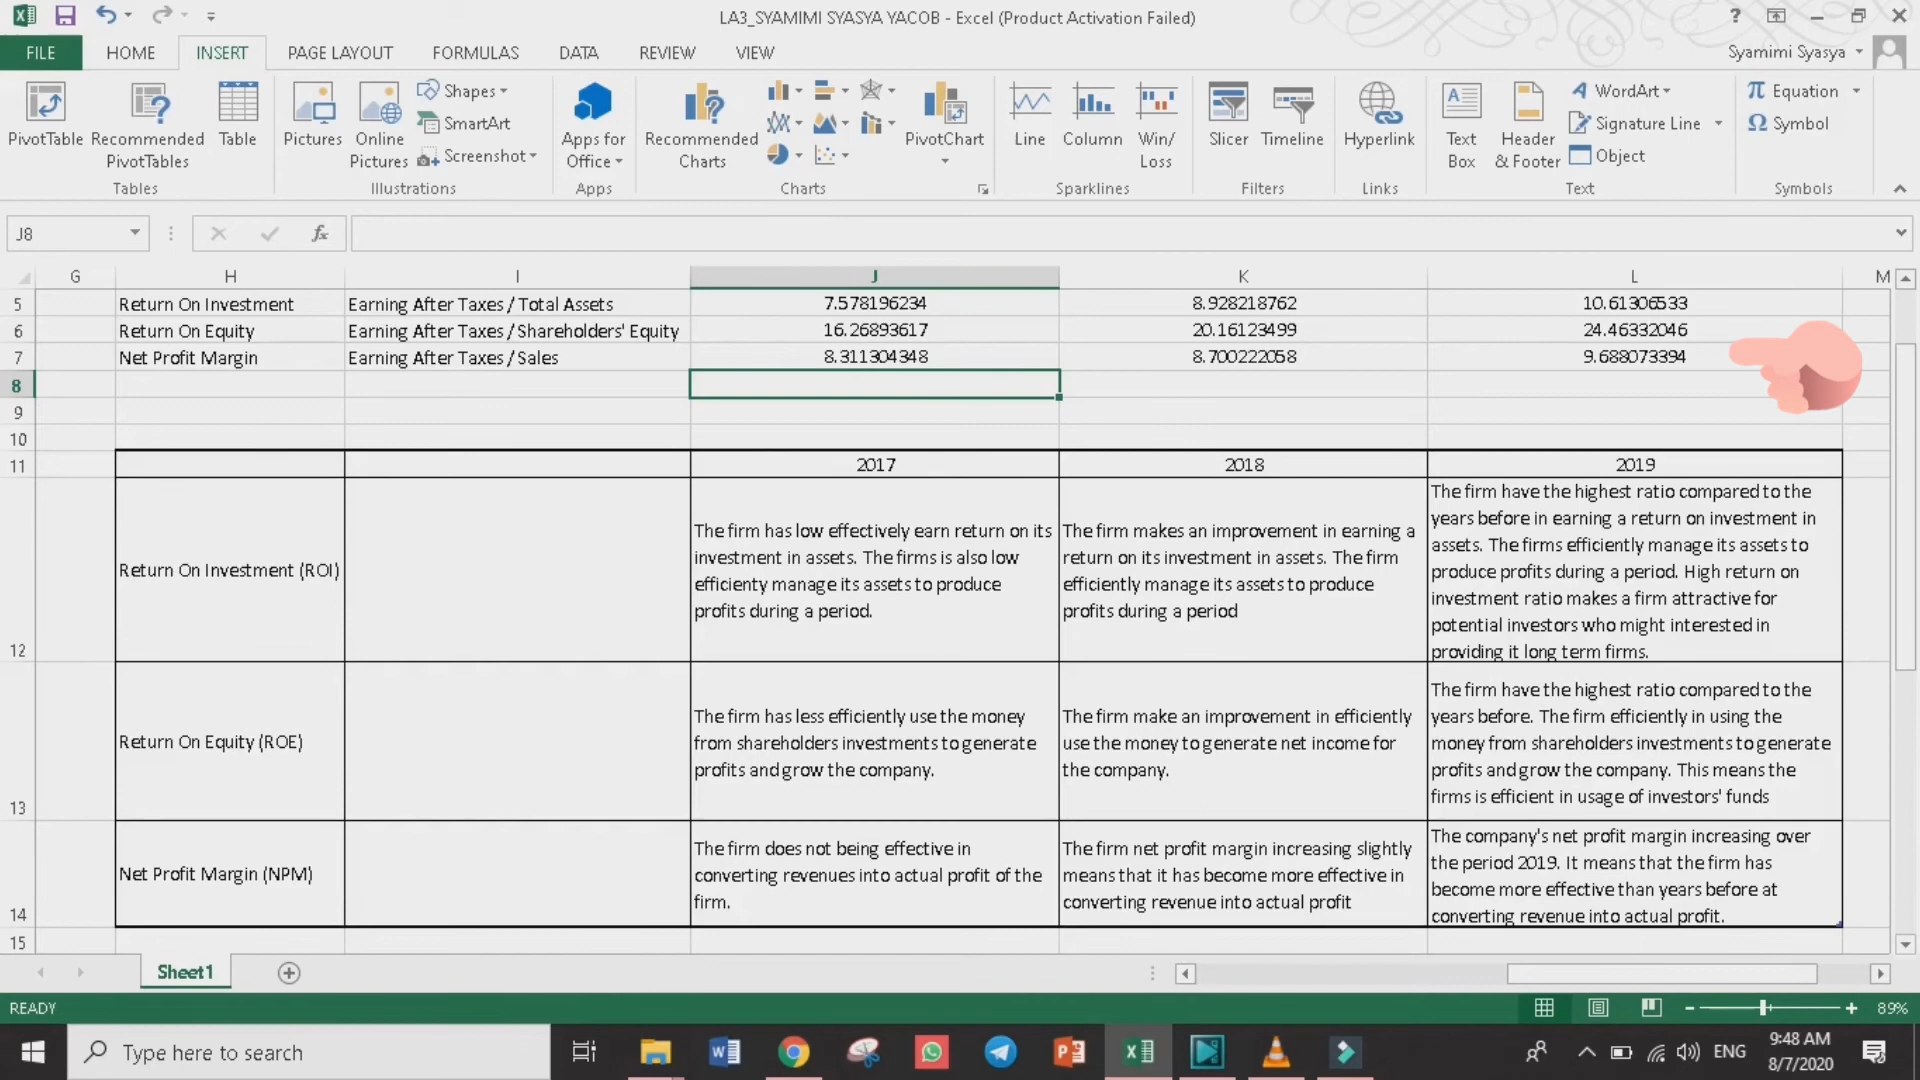 LA3_SYAMIMI SYASYA YACOB - Excel (Product Activation Failed)
FILE HOME INSERT PAGE LAYOUT FORMULAS DATA REVIEW VIEW Syamimi Syasya
PivotTable
Recommended
PivotTables
Table
Pictures
Online
Pictures
Shapes
SmartArt
Screenshot
Apps for
Office
Recommended
Charts
PivotChart
Line
Column
Win/
Loss
Slicer
Timeline
Hyperlink
Text
Box
Header
& Footer
WordArt
Signature Line
Object
Equation
Symbol
Tables Illustrations Apps Charts Sparklines Filters Links Text Symbols
J8 fx
G H I J K L M
5 Return On Investment Earning After Taxes / Total Assets 7.578196234 8.928218762 10.61306533
6 Return On Equity Earning After Taxes / Shareholders' Equity 16.26893617 20.16123499 24.46332046
7 Net Profit Margin Earning After Taxes / Sales 8.311304348 8.700222058 9.688073394
8
9
10
11 2017 2018 2019
12
Return On Investment (ROI)
The firm has low effectively earn return on its
investment in assets. The firms is also low
efficienty manage its assets to produce
profits during a period.
The firm makes an improvement in earning a
return on its investment in assets. The firm
efficiently manage its assets to produce
profits during a period
The firm have the highest ratio compared to the
years before in earning a return on investment in
assets. The firms efficiently manage its assets to
produce profits during a period. High return on
investment ratio makes a firm attractive for
potential investors who might interested in
providing it long term firms.
13
Return On Equity (ROE)
The firm has less efficiently use the money
from shareholders investments to generate
profits and grow the company.
The firm make an improvement in efficiently
use the money to generate net income for
the company.
The firm have the highest ratio compared to the
years before. The firm efficiently in using the
money from shareholders investments to generate
profits and grow the company. This means the
firms is efficient in usage of investors' funds
14
Net Profit Margin (NPM)
The firm does not being effective in
converting revenues into actual profit of the
firm.
The firm net profit margin increasing slightly
means that it has become more effective in
converting revenue into actual profit
The company's net profit margin increasing over
the period 2019. It means that the firm has
become more effective than years before at
converting revenue into actual profit.
15
Sheet1
READY 89%
Type here to search
ENG
9:48 AM
8/7/2020